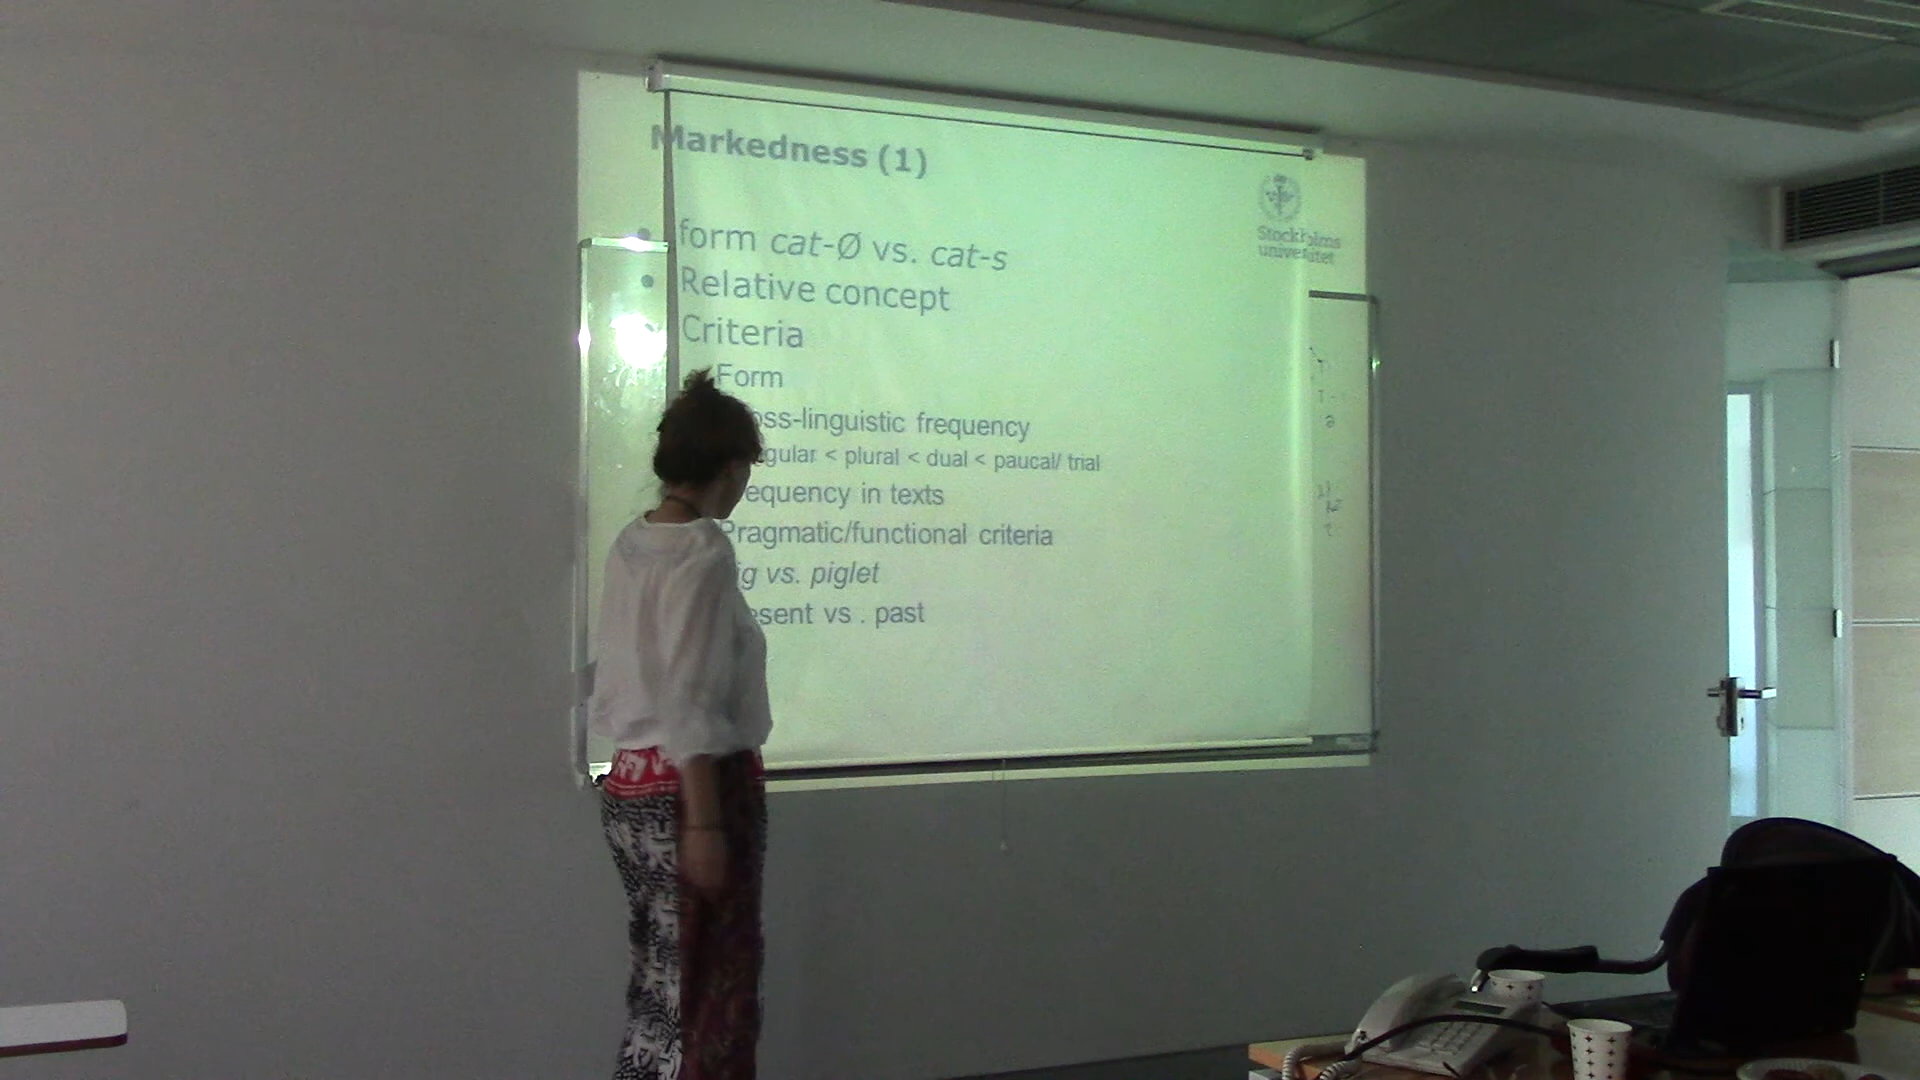 Markedness (1)
Stockholms
universitet
form cat-Ø vs. cat-s
Relative concept
Criteria
Form
oss-linguistic frequency
gular < plural < dual < paucal/ trial
equency in texts
Pragmatic/functional criteria
ig vs. piglet
esent vs . past